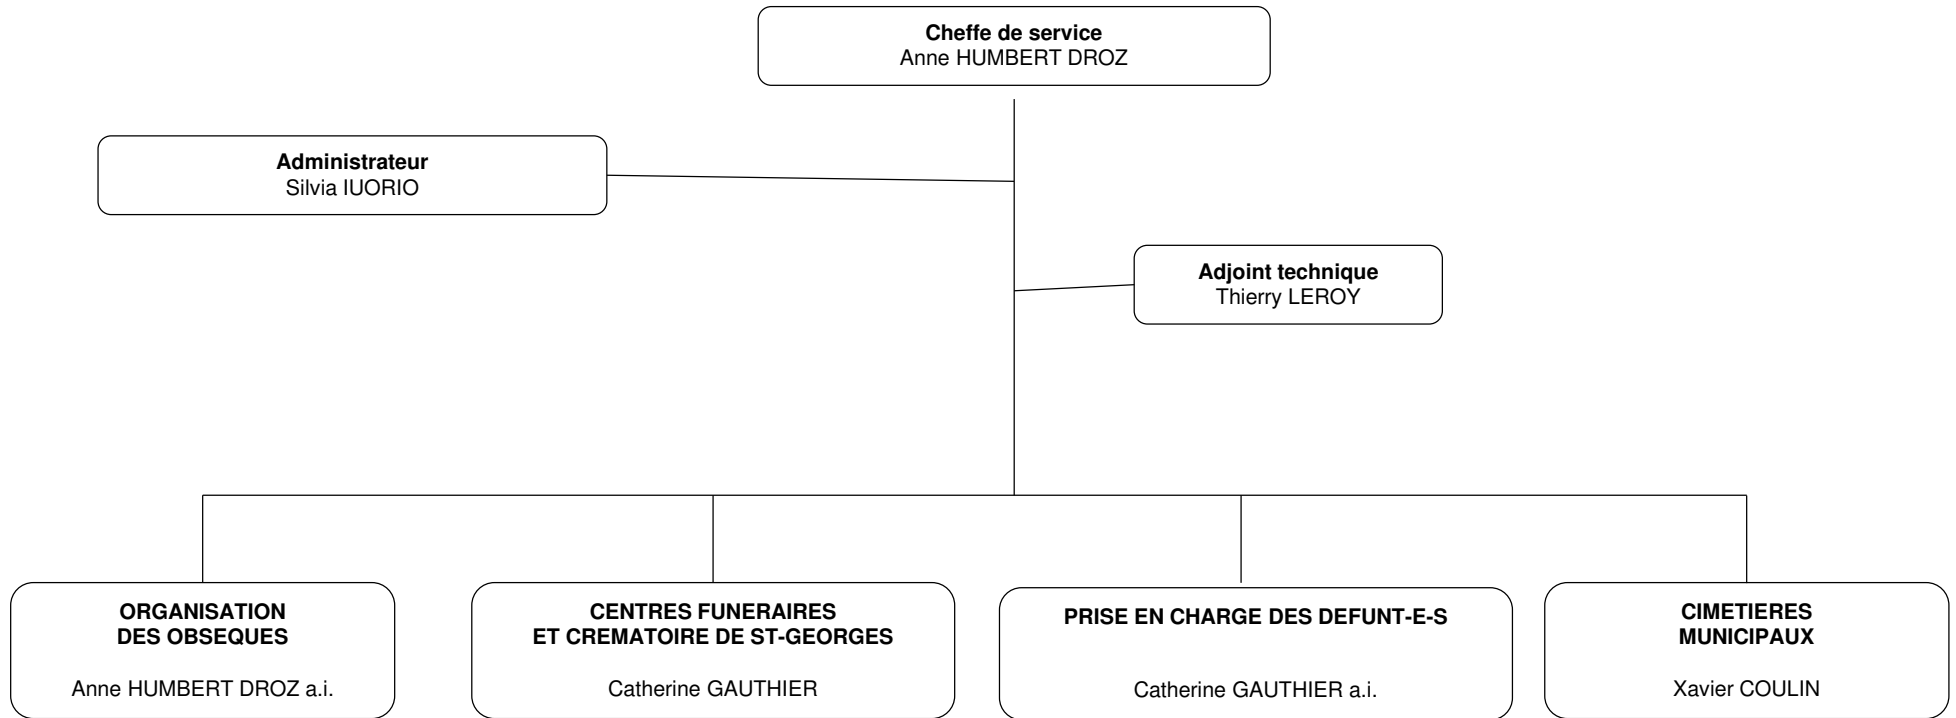 Cheffe de service
Anne HUMBERT DROZ
Administrateur
Silvia IUORIO
Adjoint technique
Thierry LEROY
ORGANISATION
DES OBSEQUES
Anne HUMBERT DROZ a.i.
CENTRES FUNERAIRES
ET CREMATOIRE DE ST-GEORGES
Catherine GAUTHIER
PRISE EN CHARGE DES DEFUNT-E-S
Catherine GAUTHIER a.i.
CIMETIERES
MUNICIPAUX
Xavier COULIN